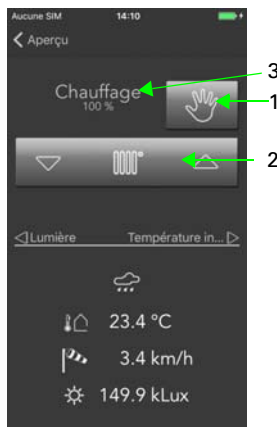 Aucune SIM 14:10
Aperçu
3
Chauffage
100 %
1
2
Lumière Température in...
23.4 °C
3.4 km/h
149.9 kLux